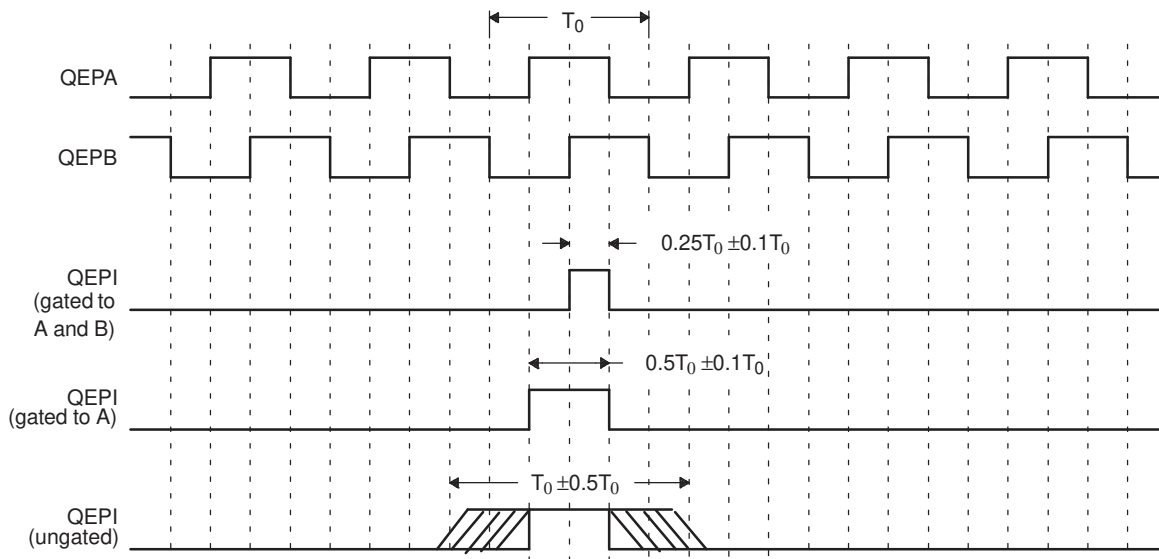 T₀
QEPA
QEPB
0.25T₀ ±0.1T₀
QEPI
(gated to
A and B)
0.5T₀ ±0.1T₀
QEPI
(gated to A)
T₀ ±0.5T₀
QEPI
(ungated)